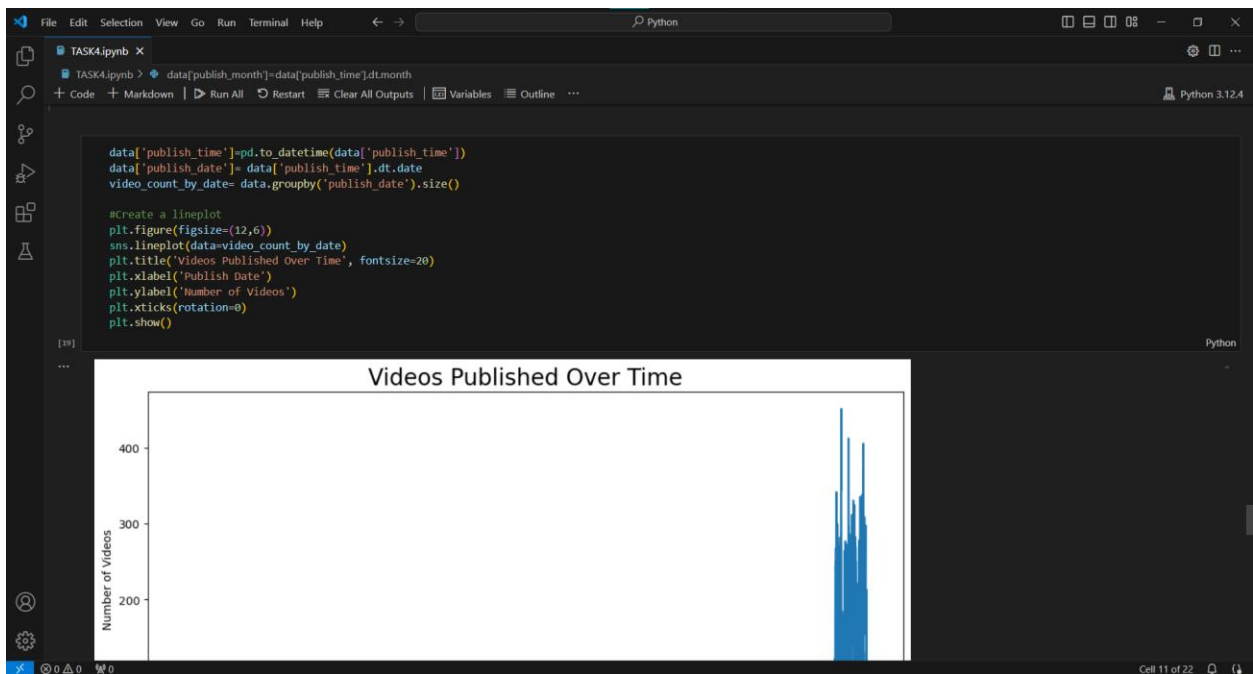 File Edit Selection View Go Run Terminal Help
Python
TASK4.ipynb
TASK4.ipynb > data['publish_month']=data['publish_time'].dt.month
+ Code + Markdown | Run All Restart Clear All Outputs | Variables Outline ...
Python 3.12.4
data['publish_time']=pd.to_datetime(data['publish_time'])
data['publish_date']= data['publish_time'].dt.date
video_count_by_date= data.groupby('publish_date').size()
#Create a lineplot
plt.figure(figsize=(12,6))
sns.lineplot(data=video_count_by_date)
plt.title('Videos Published Over Time', fontsize=20)
plt.xlabel('Publish Date')
plt.ylabel('Number of Videos')
plt.xticks(rotation=0)
plt.show()
[19]
Python
Videos Published Over Time
400
300
200
Number of Videos
0 0 0
Cell 11 of 22